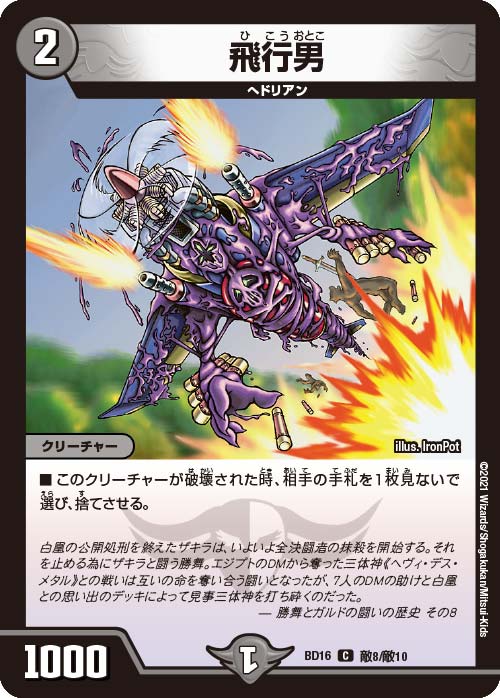 2
ひこうおとこ
飛行男
ヘドリアン
クリーチャー
illus. IronPot
■ このクリーチャーが破壊された時、相手の手札を1枚見ないで
選び、捨てさせる。
白凰の公開処刑を終えたザキラは、いよいよ全決闘者の抹殺を開始する。それ
を止める為にザキラと闘う勝舞。エジプトのDMから奪った三体神《ヘヴィ・デス・
メタル》との戦いは互いの命を奪い合う闘いとなったが、7人のDMの助けと白凰
との思い出のデッキによって見事三体神を打ち砕くのだった。
— 勝舞とガルドの闘いの歴史 その8
©2021 Wizards/Shogakukan/Mitsui-Kids
1000
1
BD16 C 敵8/敵10